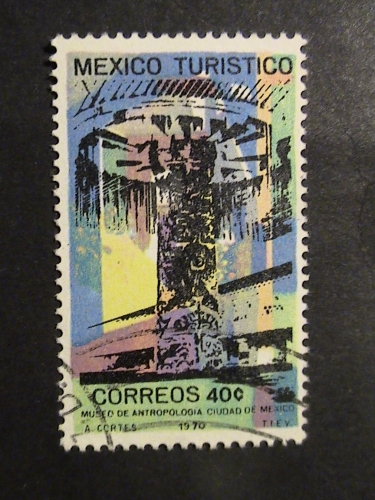 MEXICO TURISTICO
CORREOS 40¢
MUSEO DE ANTROPOLOGIA CIUDAD DE MEXICO
A. CORTES 1970 T.I.E.V.